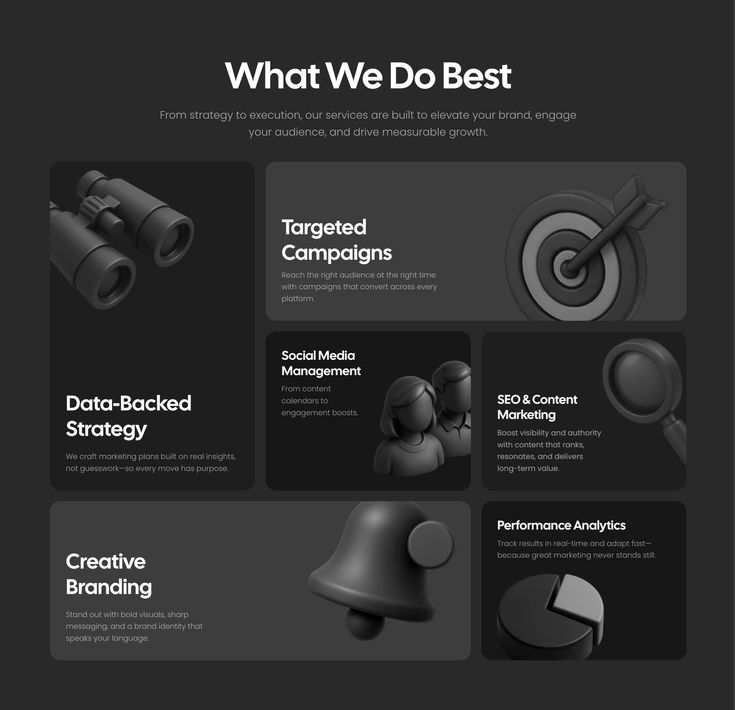 What We Do Best
From strategy to execution, our services are built to elevate your brand, engage
your audience, and drive measurable growth.
Targeted
Campaigns
Reach the right audience at the right time
with campaigns that convert across every
platform.
Data-Backed
Strategy
We craft marketing plans built on real insights,
not guesswork—so every move has purpose.
Social Media
Management
From content
calendars to
engagement boosts.
SEO & Content
Marketing
Boost visibility and authority
with content that ranks,
resonates, and delivers
long-term value.
Creative
Branding
Stand out with bold visuals, sharp
messaging, and a brand identity that
speaks your language.
Performance Analytics
Track results in real-time and adapt fast—
because great marketing never stands still.